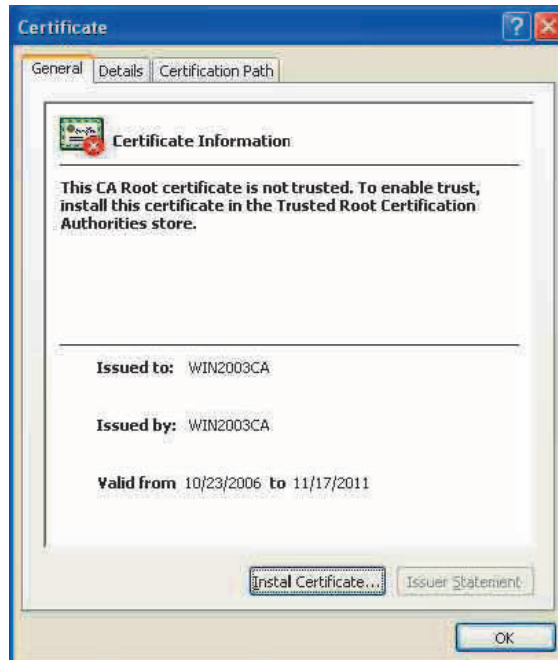 Certificate
General Details Certification Path
Certificate Information
This CA Root certificate is not trusted. To enable trust,
install this certificate in the Trusted Root Certification
Authorities store.
Issued to: WIN2003CA
Issued by: WIN2003CA
Valid from 10/23/2006 to 11/17/2011
Instal Certificate... Issuer Statement
OK